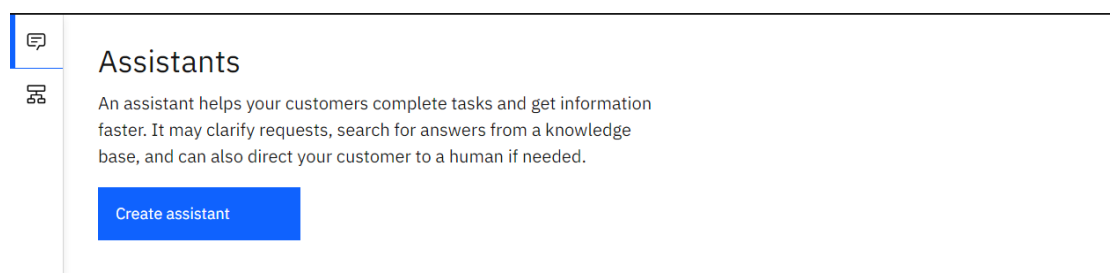 Assistants
An assistant helps your customers complete tasks and get information
faster. It may clarify requests, search for answers from a knowledge
base, and can also direct your customer to a human if needed.
Create assistant